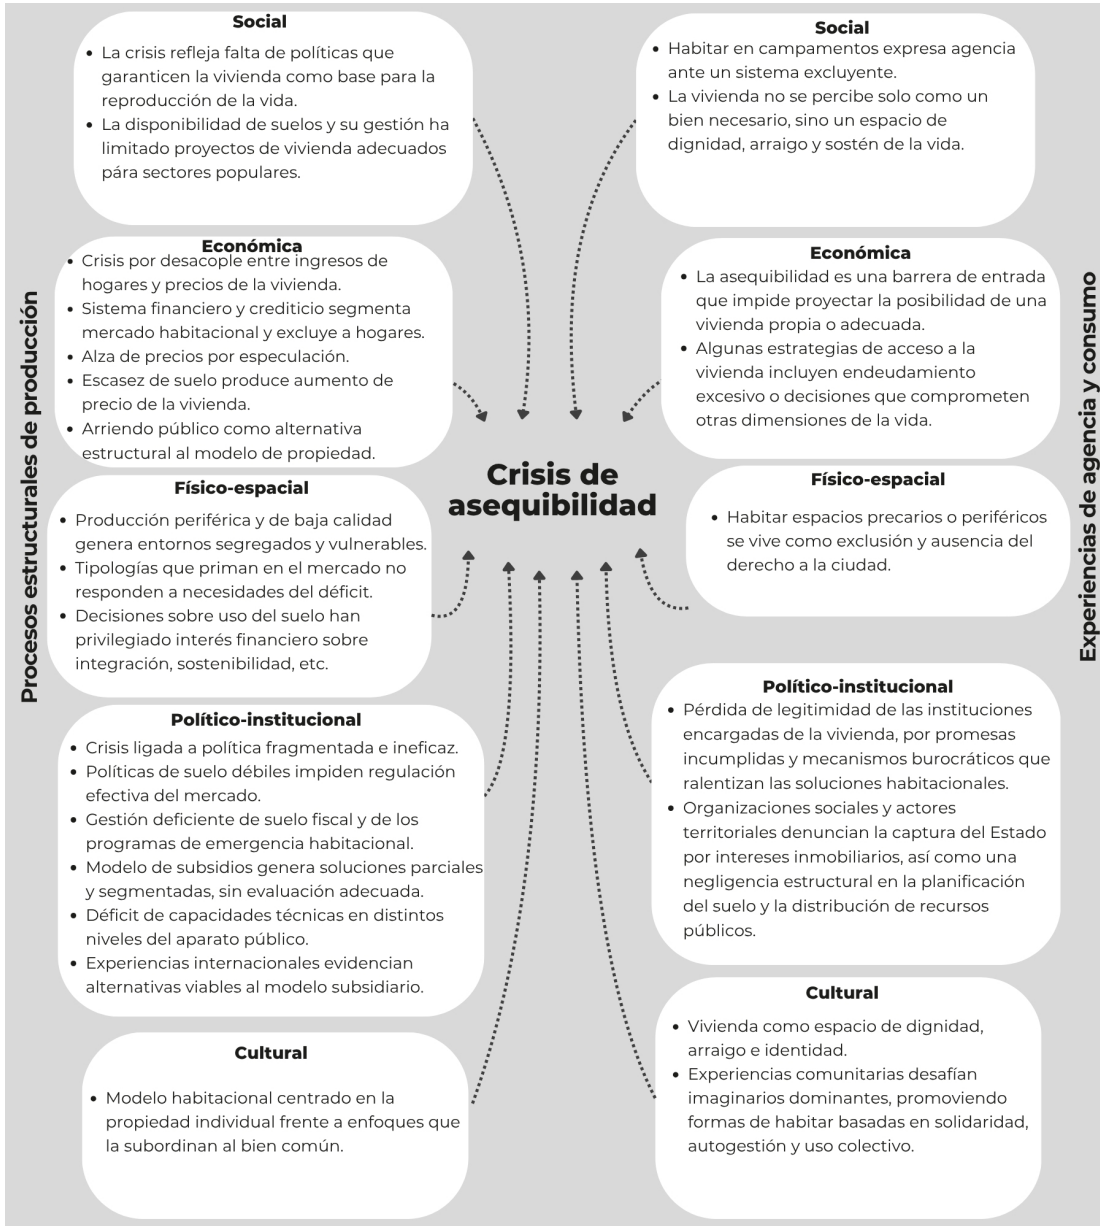 Procesos estructurales de producción
Social
• La crisis refleja falta de políticas que
garanticen la vivienda como base para la
reproducción de la vida.
• La disponibilidad de suelos y su gestión ha
limitado proyectos de vivienda adecuados
pára sectores populares.
Económica
• Crisis por desacople entre ingresos de
hogares y precios de la vivienda.
• Sistema financiero y crediticio segmenta
mercado habitacional y excluye a hogares.
• Alza de precios por especulación.
• Escasez de suelo produce aumento de
precio de la vivienda.
• Arriendo público como alternativa
estructural al modelo de propiedad.
Físico-espacial
• Producción periférica y de baja calidad
genera entornos segregados y vulnerables.
• Tipologías que priman en el mercado no
responden a necesidades del déficit.
• Decisiones sobre uso del suelo han
privilegiado interés financiero sobre
integración, sostenibilidad, etc.
Político-institucional
• Crisis ligada a política fragmentada e ineficaz.
• Políticas de suelo débiles impiden regulación
efectiva del mercado.
• Gestión deficiente de suelo fiscal y de los
programas de emergencia habitacional.
• Modelo de subsidios genera soluciones parciales
y segmentadas, sin evaluación adecuada.
• Déficit de capacidades técnicas en distintos
niveles del aparato público.
• Experiencias internacionales evidencian
alternativas viables al modelo subsidiario.
Cultural
• Modelo habitacional centrado en la
propiedad individual frente a enfoques que
la subordinan al bien común.
Crisis de
asequibilidad
Social
• Habitar en campamentos expresa agencia
ante un sistema excluyente.
• La vivienda no se percibe solo como un
bien necesario, sino un espacio de
dignidad, arraigo y sostén de la vida.
Económica
• La asequibilidad es una barrera de entrada
que impide proyectar la posibilidad de una
vivienda propia o adecuada.
• Algunas estrategias de acceso a la
vivienda incluyen endeudamiento
excesivo o decisiones que comprometen
otras dimensiones de la vida.
Físico-espacial
• Habitar espacios precarios o periféricos
se vive como exclusión y ausencia del
derecho a la ciudad.
Político-institucional
• Pérdida de legitimidad de las instituciones
encargadas de la vivienda, por promesas
incumplidas y mecanismos burocráticos que
ralentizan las soluciones habitacionales.
• Organizaciones sociales y actores
territoriales denuncian la captura del Estado
por intereses inmobiliarios, así como una
negligencia estructural en la planificación
del suelo y la distribución de recursos
públicos.
Cultural
• Vivienda como espacio de dignidad,
arraigo e identidad.
• Experiencias comunitarias desafían
imaginarios dominantes, promoviendo
formas de habitar basadas en solidaridad,
autogestión y uso colectivo.
Experiencias de agencia y consumo